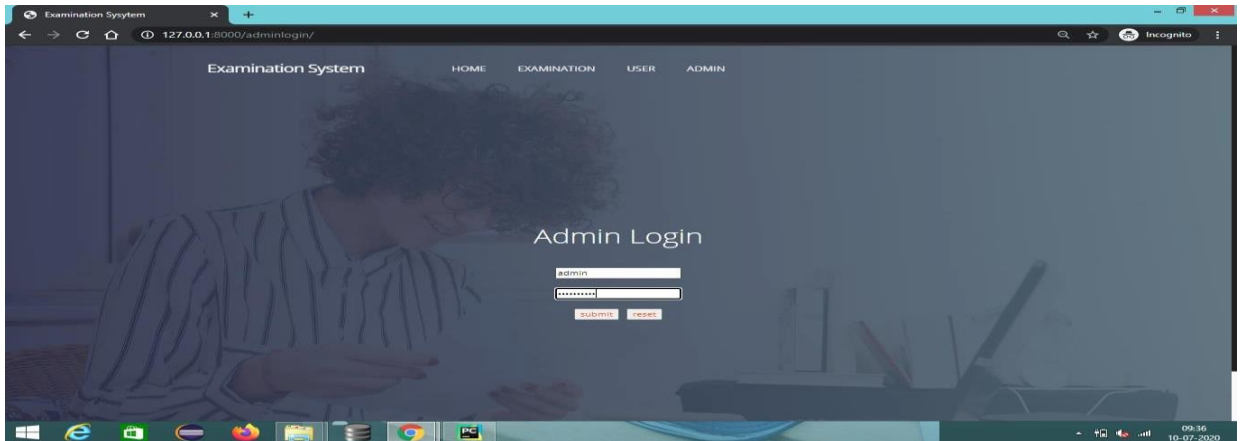 Examination Sysytem
127.0.0.1:8000/adminlogin/
Incognito
Examination System HOME EXAMINATION USER ADMIN
Admin Login
admin
submit reset
PC
09:36
10-07-2020